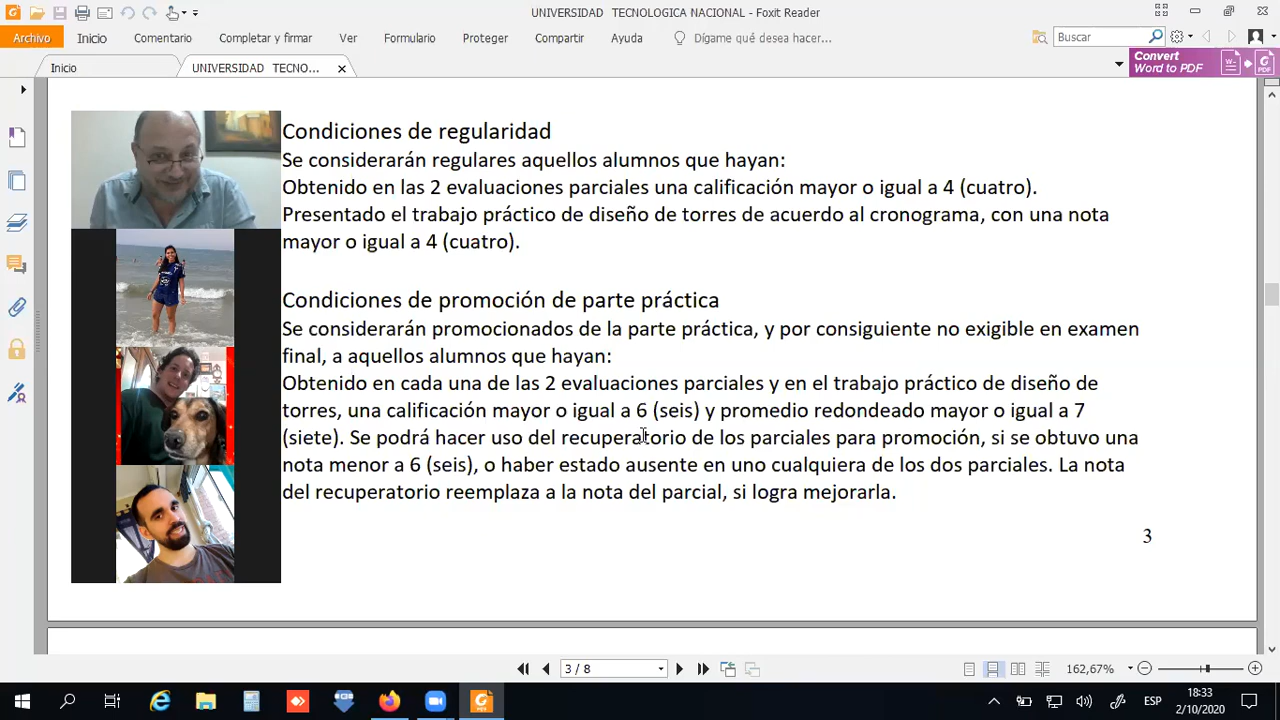 UNIVERSIDAD TECNOLOGICA NACIONAL - Foxit Reader
Archivo Inicio Comentario Completar y firmar Ver Formulario Proteger Compartir Ayuda Dígame qué desea hacer... Buscar
Inicio UNIVERSIDAD TECNO...
Convert
Word to PDF
Condiciones de regularidad
Se considerarán regulares aquellos alumnos que hayan:
Obtenido en las 2 evaluaciones parciales una calificación mayor o igual a 4 (cuatro).
Presentado el trabajo práctico de diseño de torres de acuerdo al cronograma, con una nota
mayor o igual a 4 (cuatro).
Condiciones de promoción de parte práctica
Se considerarán promocionados de la parte práctica, y por consiguiente no exigible en examen
final, a aquellos alumnos que hayan:
Obtenido en cada una de las 2 evaluaciones parciales y en el trabajo práctico de diseño de
torres, una calificación mayor o igual a 6 (seis) y promedio redondeado mayor o igual a 7
(siete). Se podrá hacer uso del recuperatorio de los parciales para promoción, si se obtuvo una
nota menor a 6 (seis), o haber estado ausente en uno cualquiera de los dos parciales. La nota
del recuperatorio reemplaza a la nota del parcial, si logra mejorarla.
3
3 / 8 162,67%
ESP 18:33
2/10/2020